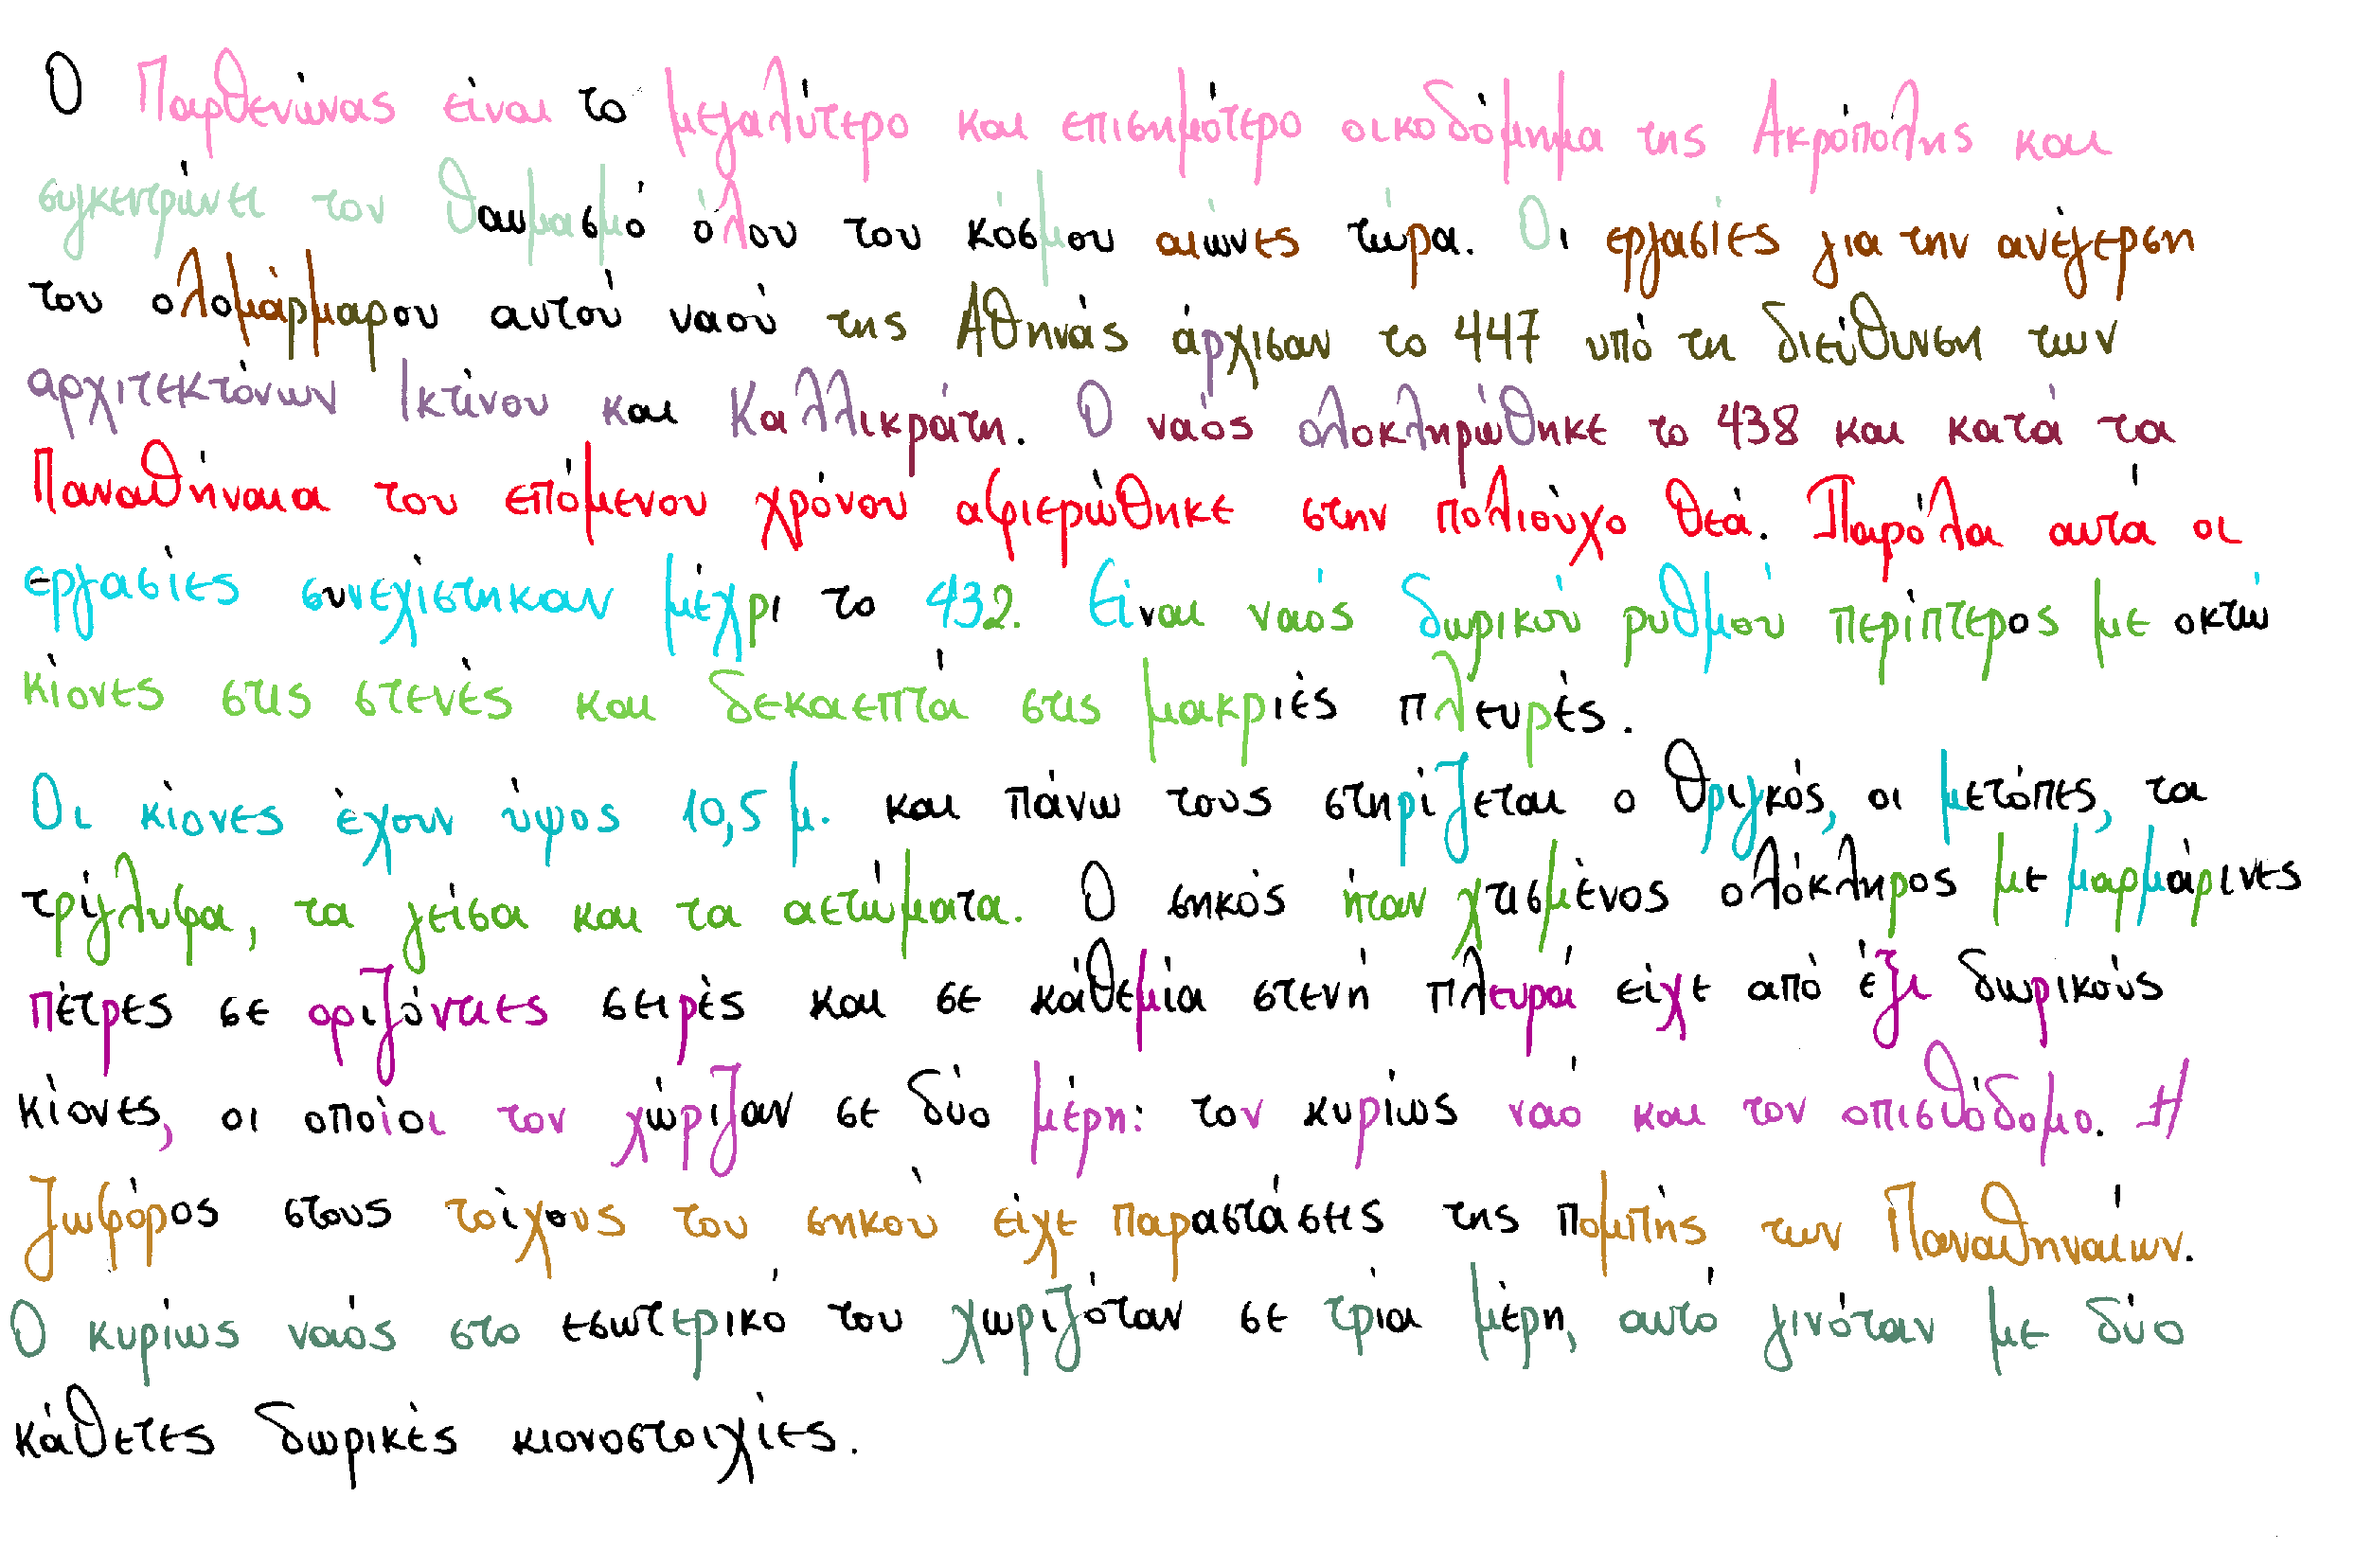 Ο Παρθενώνας είναι το μεγαλύτερο και επισημότερο οικοδόμημα της Ακρόπολης και
συγκεντρώνει τον θαυμασμό όλου του κόσμου αιώνες τώρα. Οι εργασίες για την ανέγερση
του ολομάρμαρου αυτού ναού της Αθηνάς άρχισαν το 447 υπό τη διεύθυνση των
αρχιτεκτόνων Ικτίνου και Καλλικράτη. Ο ναός ολοκληρώθηκε το 438 και κατά τα
Παναθήναια του επόμενου χρόνου αφιερώθηκε στην πολιούχο θεά. Παρόλα αυτά οι
εργασίες συνεχίστηκαν μέχρι το 432. Είναι ναός δωρικού ρυθμού περίπτερος με οκτώ
κίονες στις στενές και δεκαεπτά στις μακριές πλευρές.
Οι κίονες έχουν ύψος 10,5 μ. και πάνω τους στηρίζεται ο θριγκός, οι μετόπες, τα
τρίγλυφα, τα γείσα και τα αετώματα. Ο σηκός ήταν χτισμένος ολόκληρος με μαρμάρινες
πέτρες σε οριζόντιες σειρές και σε κάθεμία στενή πλευρά είχε από έξι δωρικούς
κίονες, οι οποίοι τον χώριζαν σε δύο μέρη: τον κυρίως ναό και τον οπισθόδομο. Η
ζωφόρος στους τοίχους του σηκού είχε παραστάσεις της πομπής των Παναθηναίων.
Ο κυρίως ναός στο εσωτερικό του χωριζόταν σε τρία μέρη, αυτό γινόταν με δύο
κάθετες δωρικές κιονοστοιχίες.